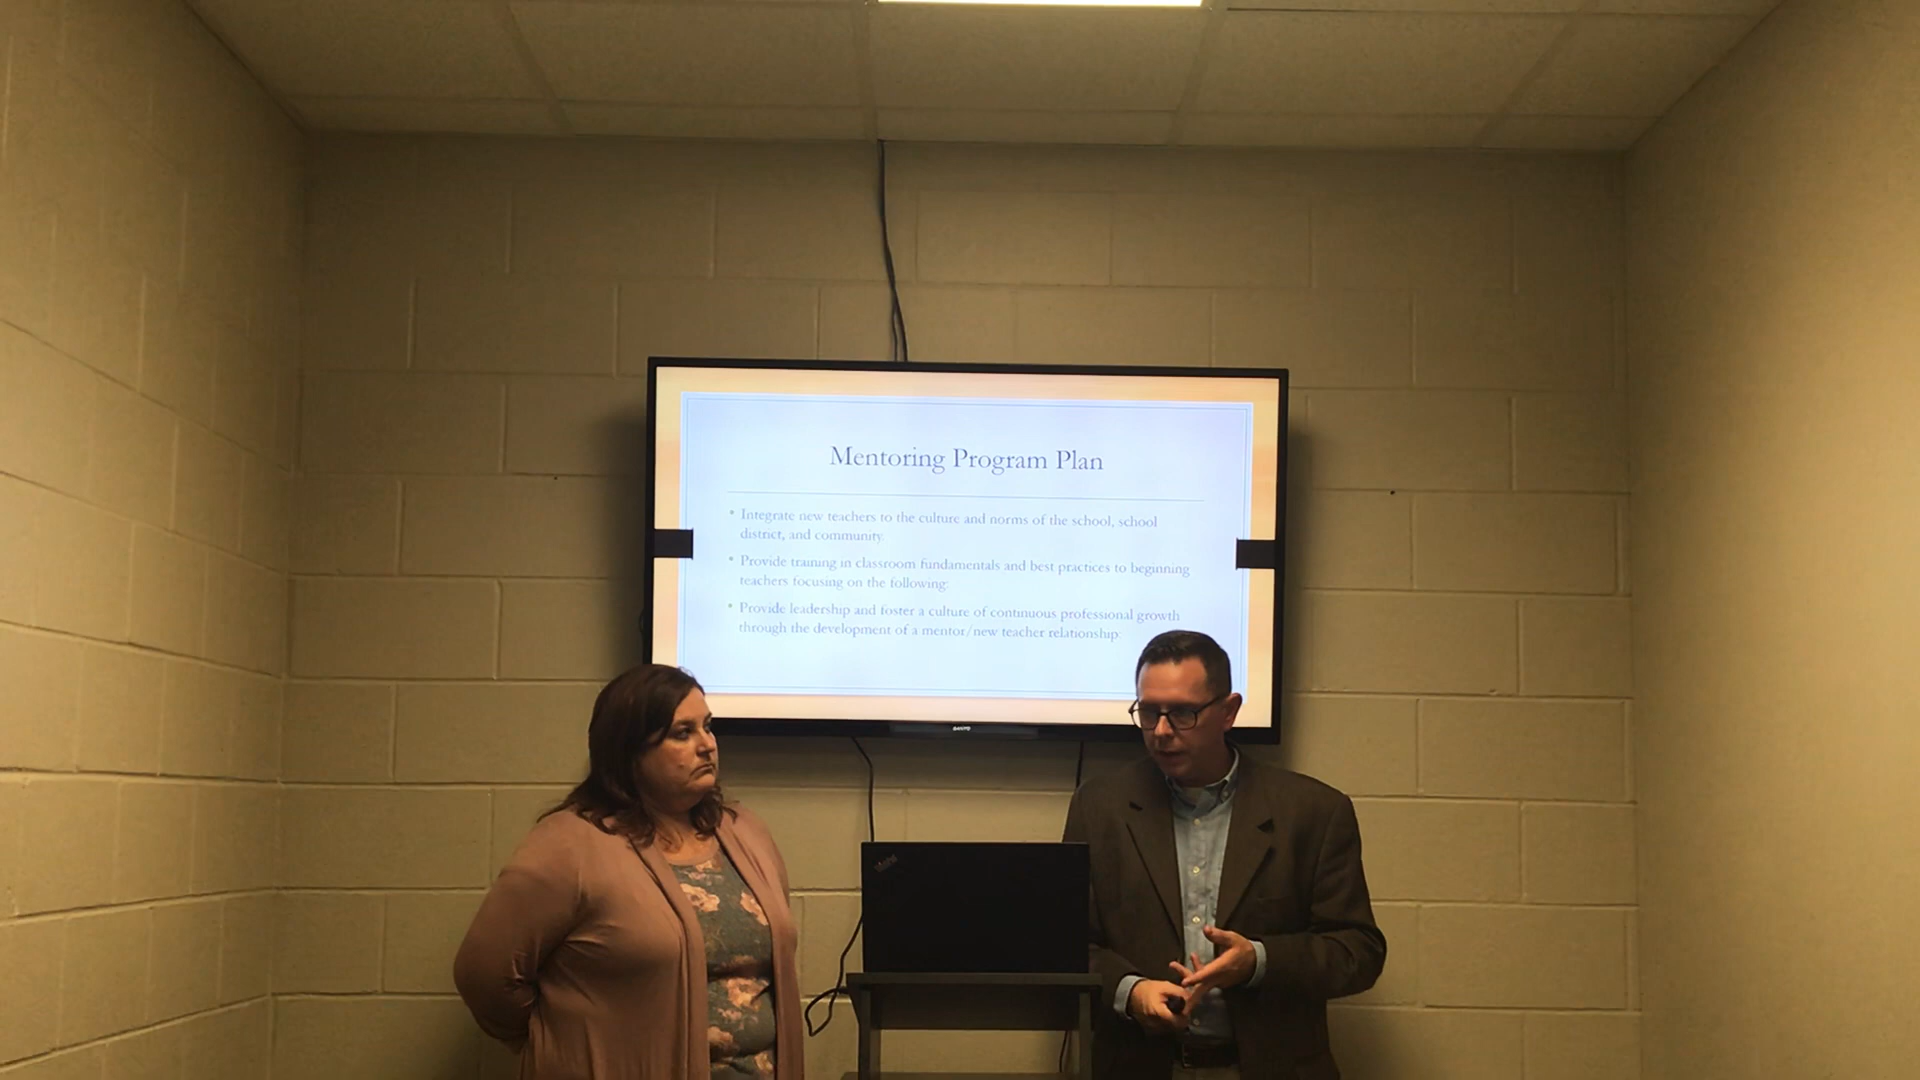 Mentoring Program Plan
• Integrate new teachers to the culture and norms of the school, school
district, and community.
• Provide training in classroom fundamentals and best practices to beginning
teachers focusing on the following:
• Provide leadership and foster a culture of continuous professional growth
through the development of a mentor/new teacher relationship:
SANYO